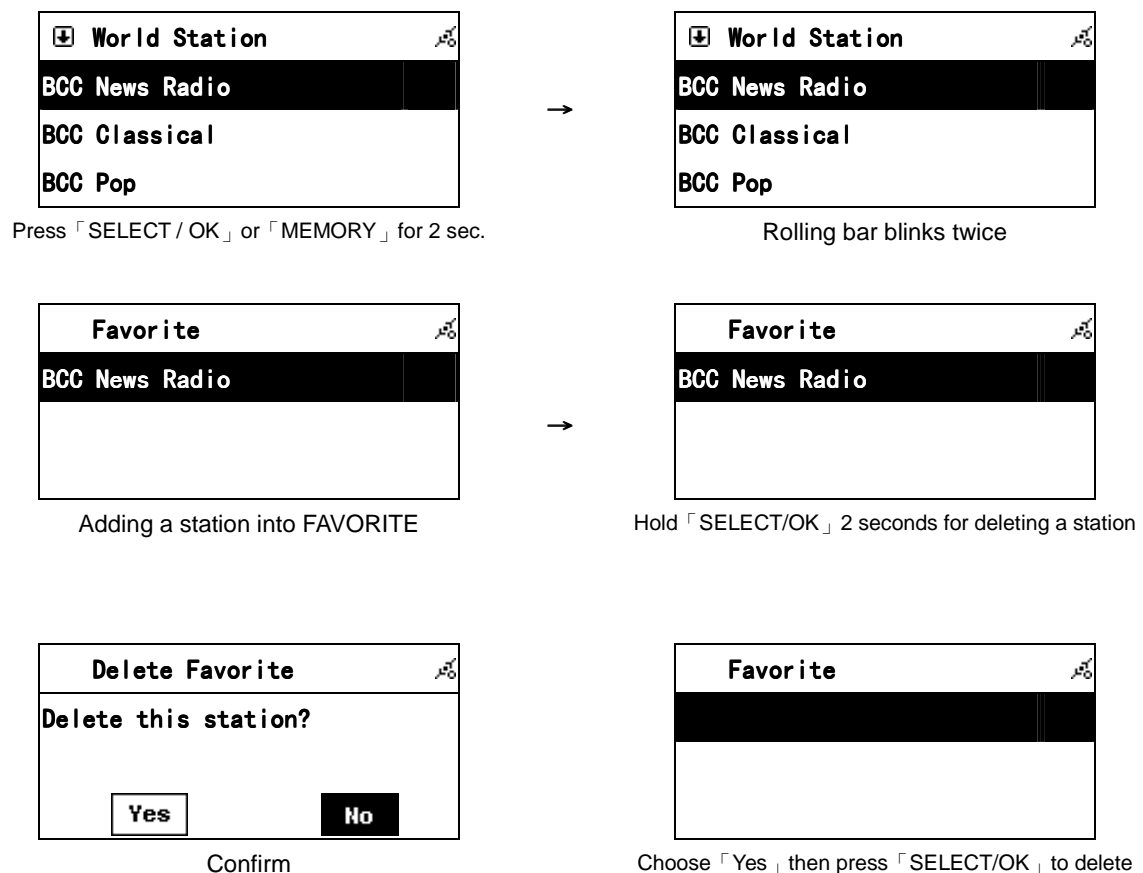 World Station
BCC News Radio
BCC Classical
BCC Pop
Press「SELECT / OK」or「MEMORY」for 2 sec.
→
World Station
BCC News Radio
BCC Classical
BCC Pop
Rolling bar blinks twice
Favorite
BCC News Radio
Adding a station into FAVORITE
→
Favorite
BCC News Radio
Hold「SELECT/OK」2 seconds for deleting a station
Delete Favorite
Delete this station?
Yes No
Confirm
Favorite
Choose「Yes」then press「SELECT/OK」to delete